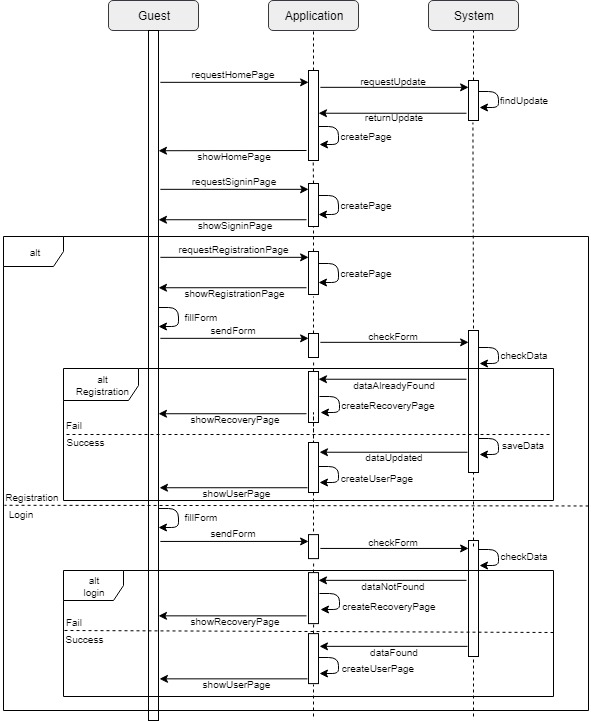 Guest
Application
System
requestHomePage
requestUpdate
findUpdate
returnUpdate
createPage
showHomePage
requestSigninPage
createPage
showSigninPage
alt
requestRegistrationPage
createPage
showRegistrationPage
fillForm
sendForm
checkForm
checkData
alt
Registration
dataAlreadyFound
createRecoveryPage
showRecoveryPage
Fail
Success
saveData
dataUpdated
createUserPage
showUserPage
Registration
Login
fillForm
sendForm
checkForm
checkData
alt
login
dataNotFound
createRecoveryPage
showRecoveryPage
Fail
Success
dataFound
createUserPage
showUserPage